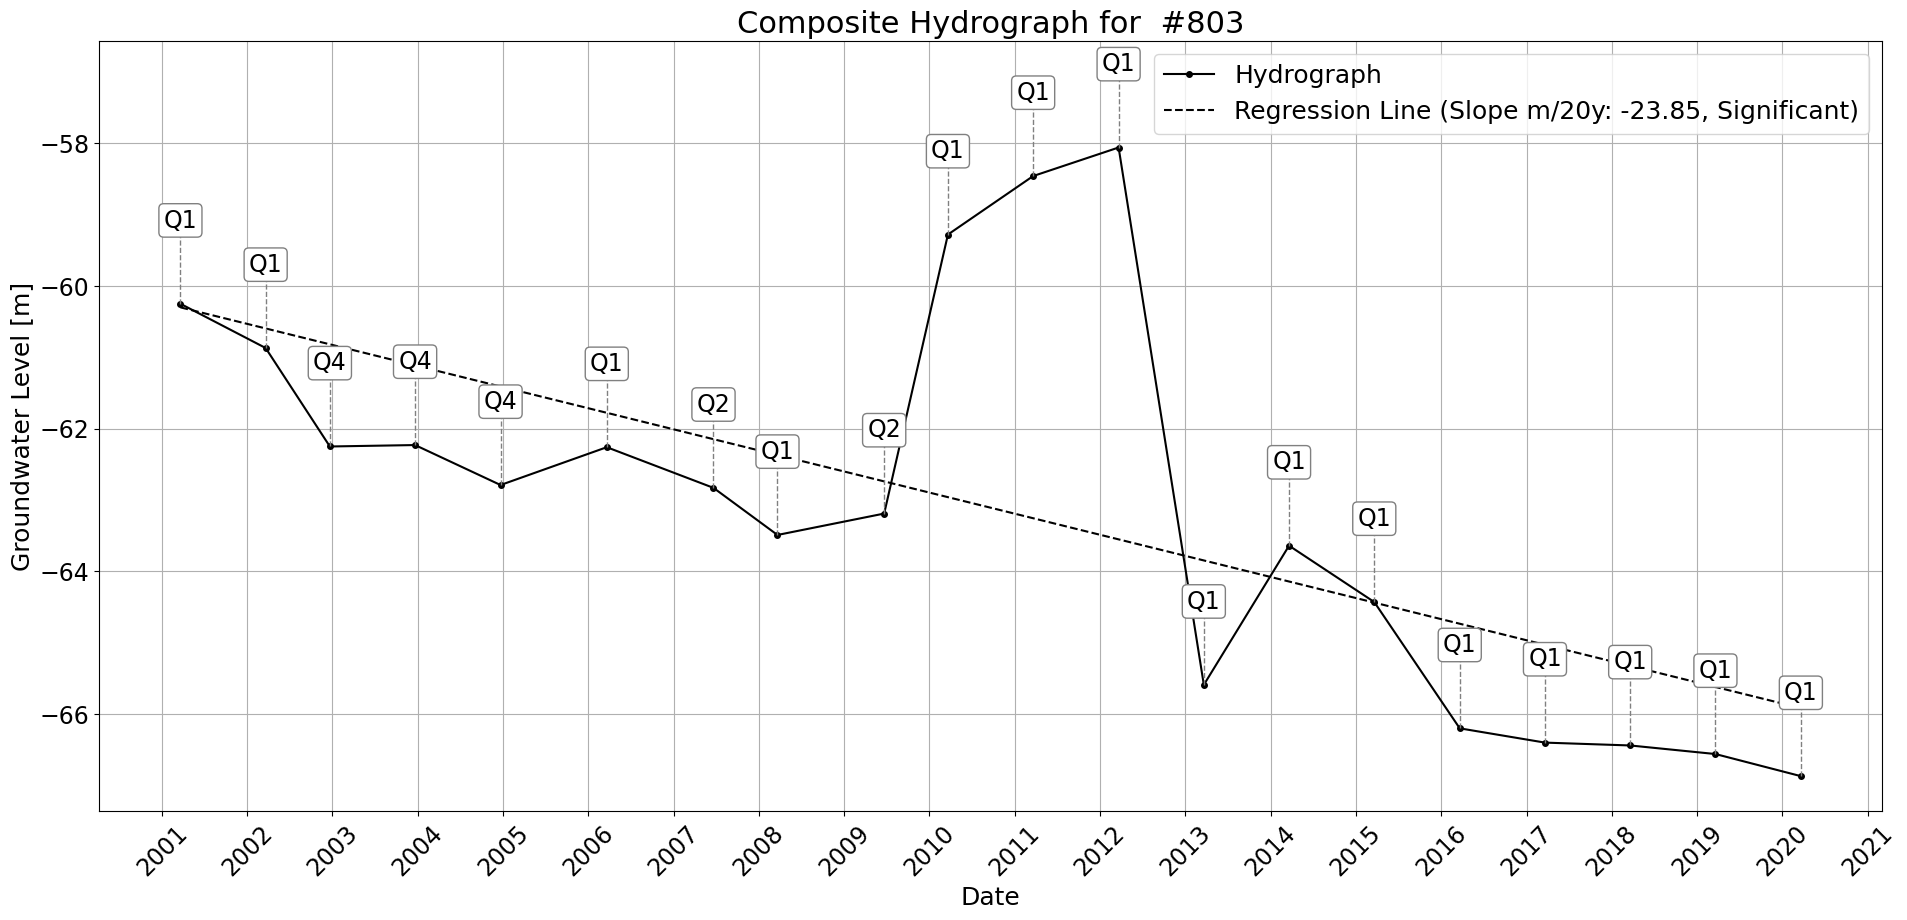 Composite Hydrograph for  #803
Hydrograph
Regression Line (Slope m/20y: -23.85, Significant)
Groundwater Level [m]
−58
−60
−62
−64
−66
Q1
Q1
Q4
Q4
Q4
Q1
Q2
Q1
Q2
Q1
Q1
Q1
Q1
Q1
Q1
Q1
Q1
Q1
Q1
Q1
2001
2002
2003
2004
2005
2006
2007
2008
2009
2010
2011
2012
2013
2014
2015
2016
2017
2018
2019
2020
2021
Date